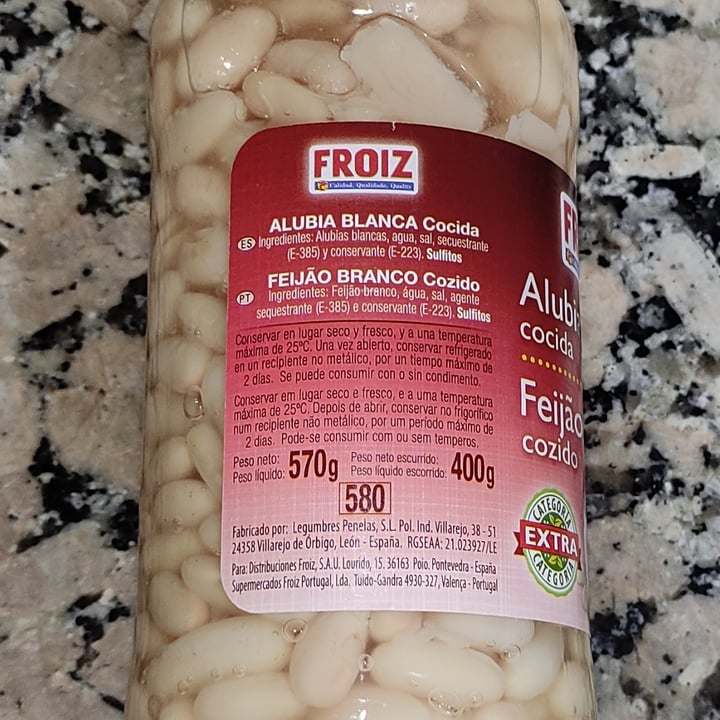 FROIZ
Calidad, Qualidade, Quality
ALUBIA BLANCA Cocida
ES Ingredientes: Alubias blancas, agua, sal, secuestrante
(E-385) y conservante (E-223). Sulfitos
FEIJÃO BRANCO Cozido
PT Ingredientes: Feijão branco, água, sal, agente
sequestrante (E-385) e conservante (E-223). Sulfitos
Conservar en lugar seco y fresco, y a una temperatura
máxima de 25ºC. Una vez abierto, conservar refrigerado
en un recipiente no metálico, por un tiempo máximo de
2 días. Se puede consumir con o sin condimento.
Conservar em lugar seco e fresco, e a uma temperatura
máxima de 25ºC. Depois de abrir, conservar no frigorífico
num recipiente não metálico, por um período máximo de
2 dias. Pode-se consumir com ou sem temperos.
Peso neto: 570g Peso neto escurrido: 400g
Peso líquido: Peso líquido escorrido:
580
Fabricado por: Legumbres Penelas, S.L. Pol. Ind. Villarejo, 38 - 51
24358 Villarejo de Órbigo, León - España. RGSEAA: 21.023927/LE
Para: Distribuciones Froiz, S.A.U. Lourido, 15. 36163 Poio. Pontevedra - España
Supermercados Froiz Portugal, Lda. Tuido-Gandra 4930-327, Valença - Portugal
Alubi
cocida
Feijão
cozido
CATEGORÍA
EXTRA
CATEGORIA